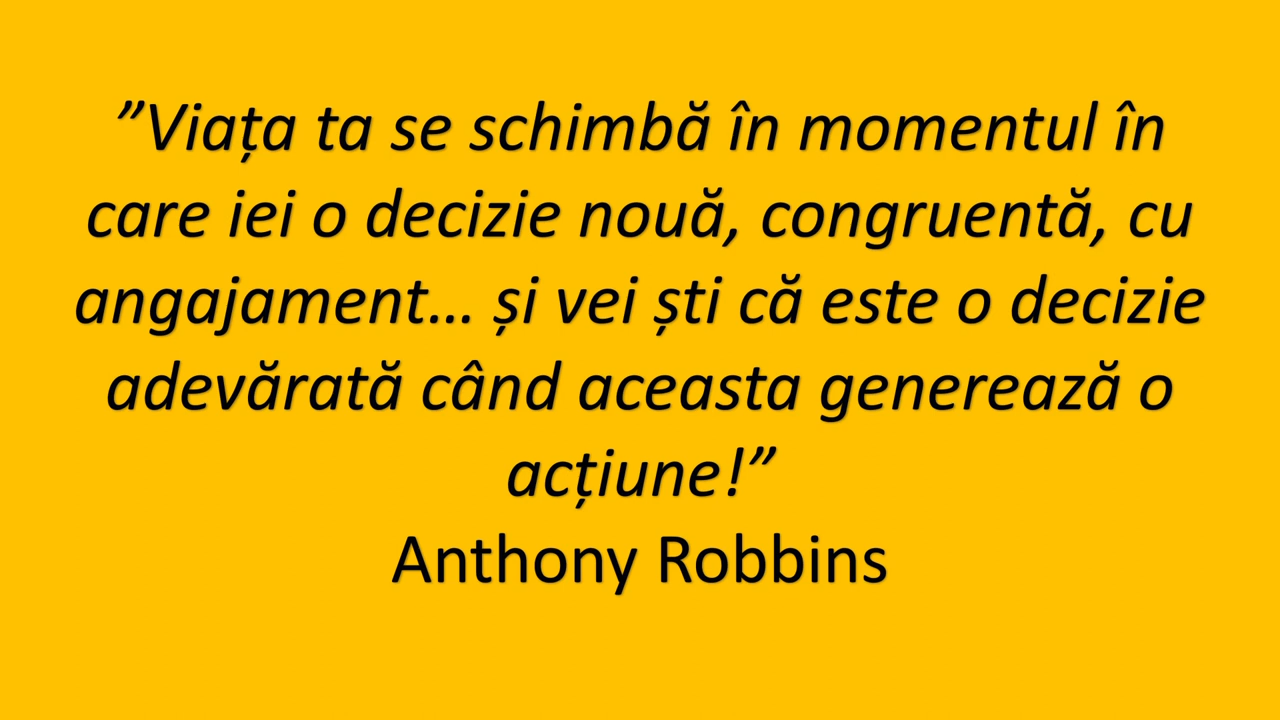 ”Viața ta se schimbă în momentul în
care iei o decizie nouă, congruentă, cu
angajament... și vei ști că este o decizie
adevărată când aceasta generează o
acțiune!”
Anthony Robbins